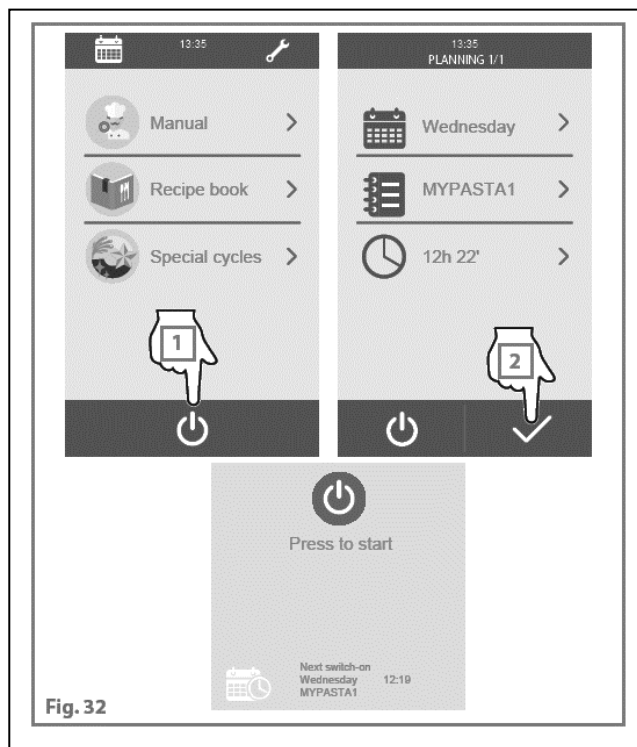 13:35
Manual
Recipe book
Special cycles
1
13:35
PLANNING 1/1
Wednesday
MYPASTA1
12h 22'
2
Press to start
Next switch-on
Wednesday 12:19
MYPASTA1
Fig. 32